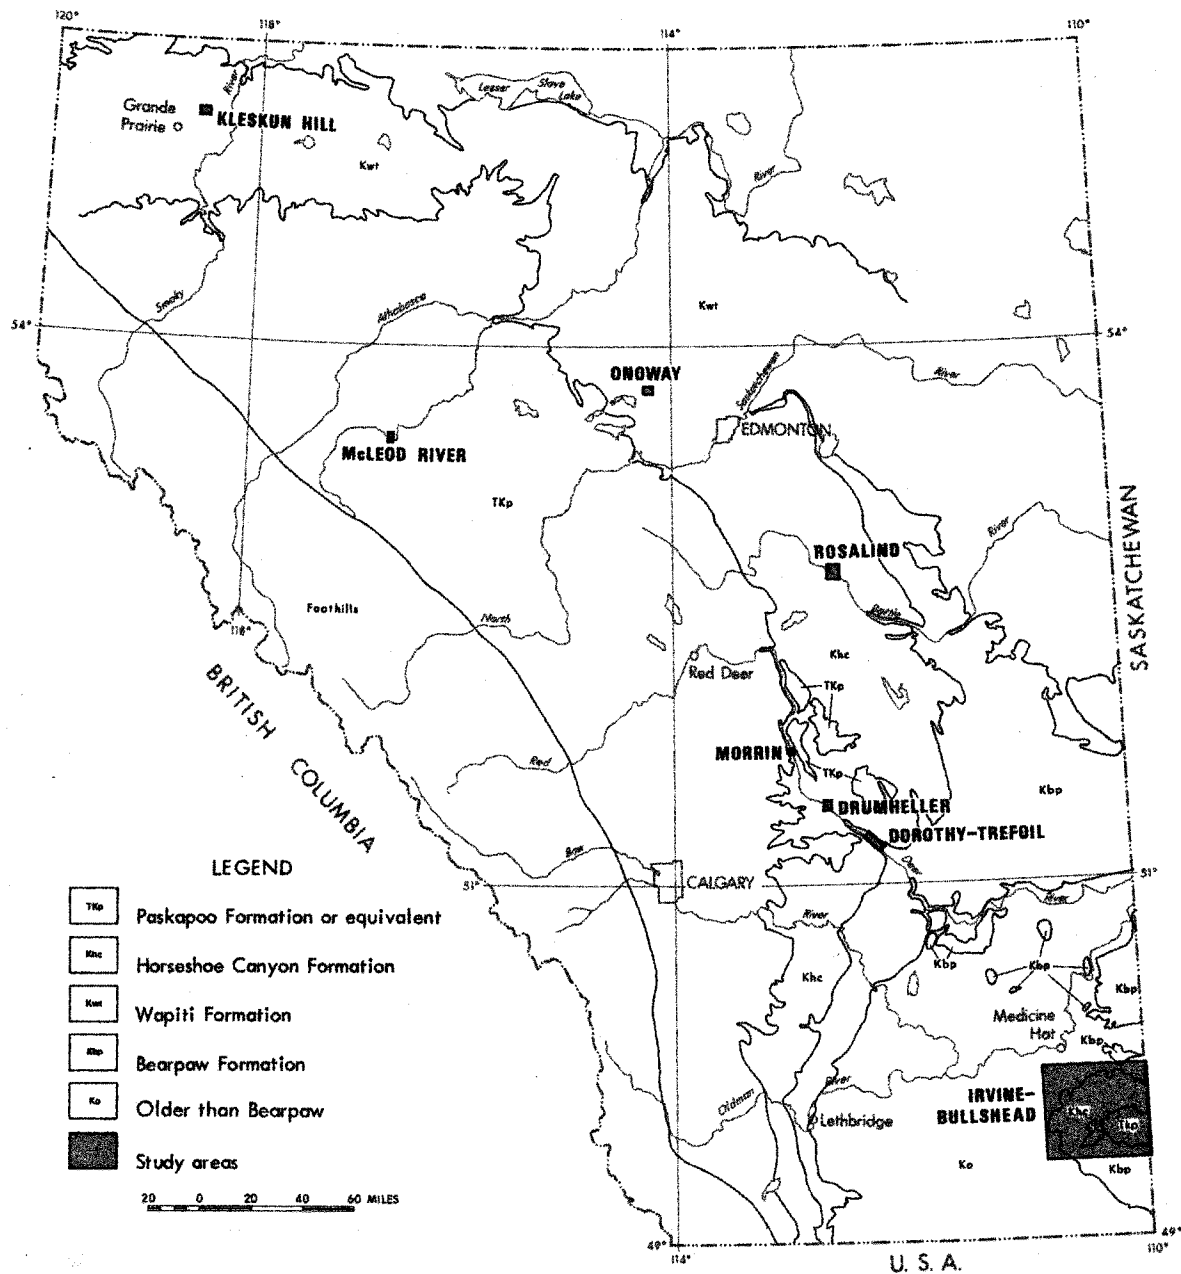 120°
118°
114°
110°
River
Lesser Slave Lake
Grande
Prairie
KLESKUN HILL
Kwt
River
Smoky
Athabasca
Kwt
54°
54°
ONOWAY
Saskatchewan
River
EDMONTON
McLEOD RIVER
TKp
SASKATCHEWAN
River
ROSALIND
Foothills
Battle
North
118°
Khc
Red Deer
TKp
BRITISH COLUMBIA
MORRIN
Red
TKp
Kbp
DRUMHELLER
DOROTHY-TREFOIL
Bow
Deer
LEGEND
51°
CALGARY
51°
TKp
Paskapoo Formation or equivalent
River
River
Khc
Horseshoe Canyon Formation
Kbp
Kbp
Khc
Kbp
Kwt
Wapiti Formation
Medicine
Hat
Kbp
Kbp
Bearpaw Formation
River
IRVINE-
BULLSHEAD
Ko
Older than Bearpaw
Oldman
Lethbridge
Khc
Tkp
Study areas
Ko
Kbp
20 0 20 40 60 MILES
49°
49°
114°
110°
U. S. A.